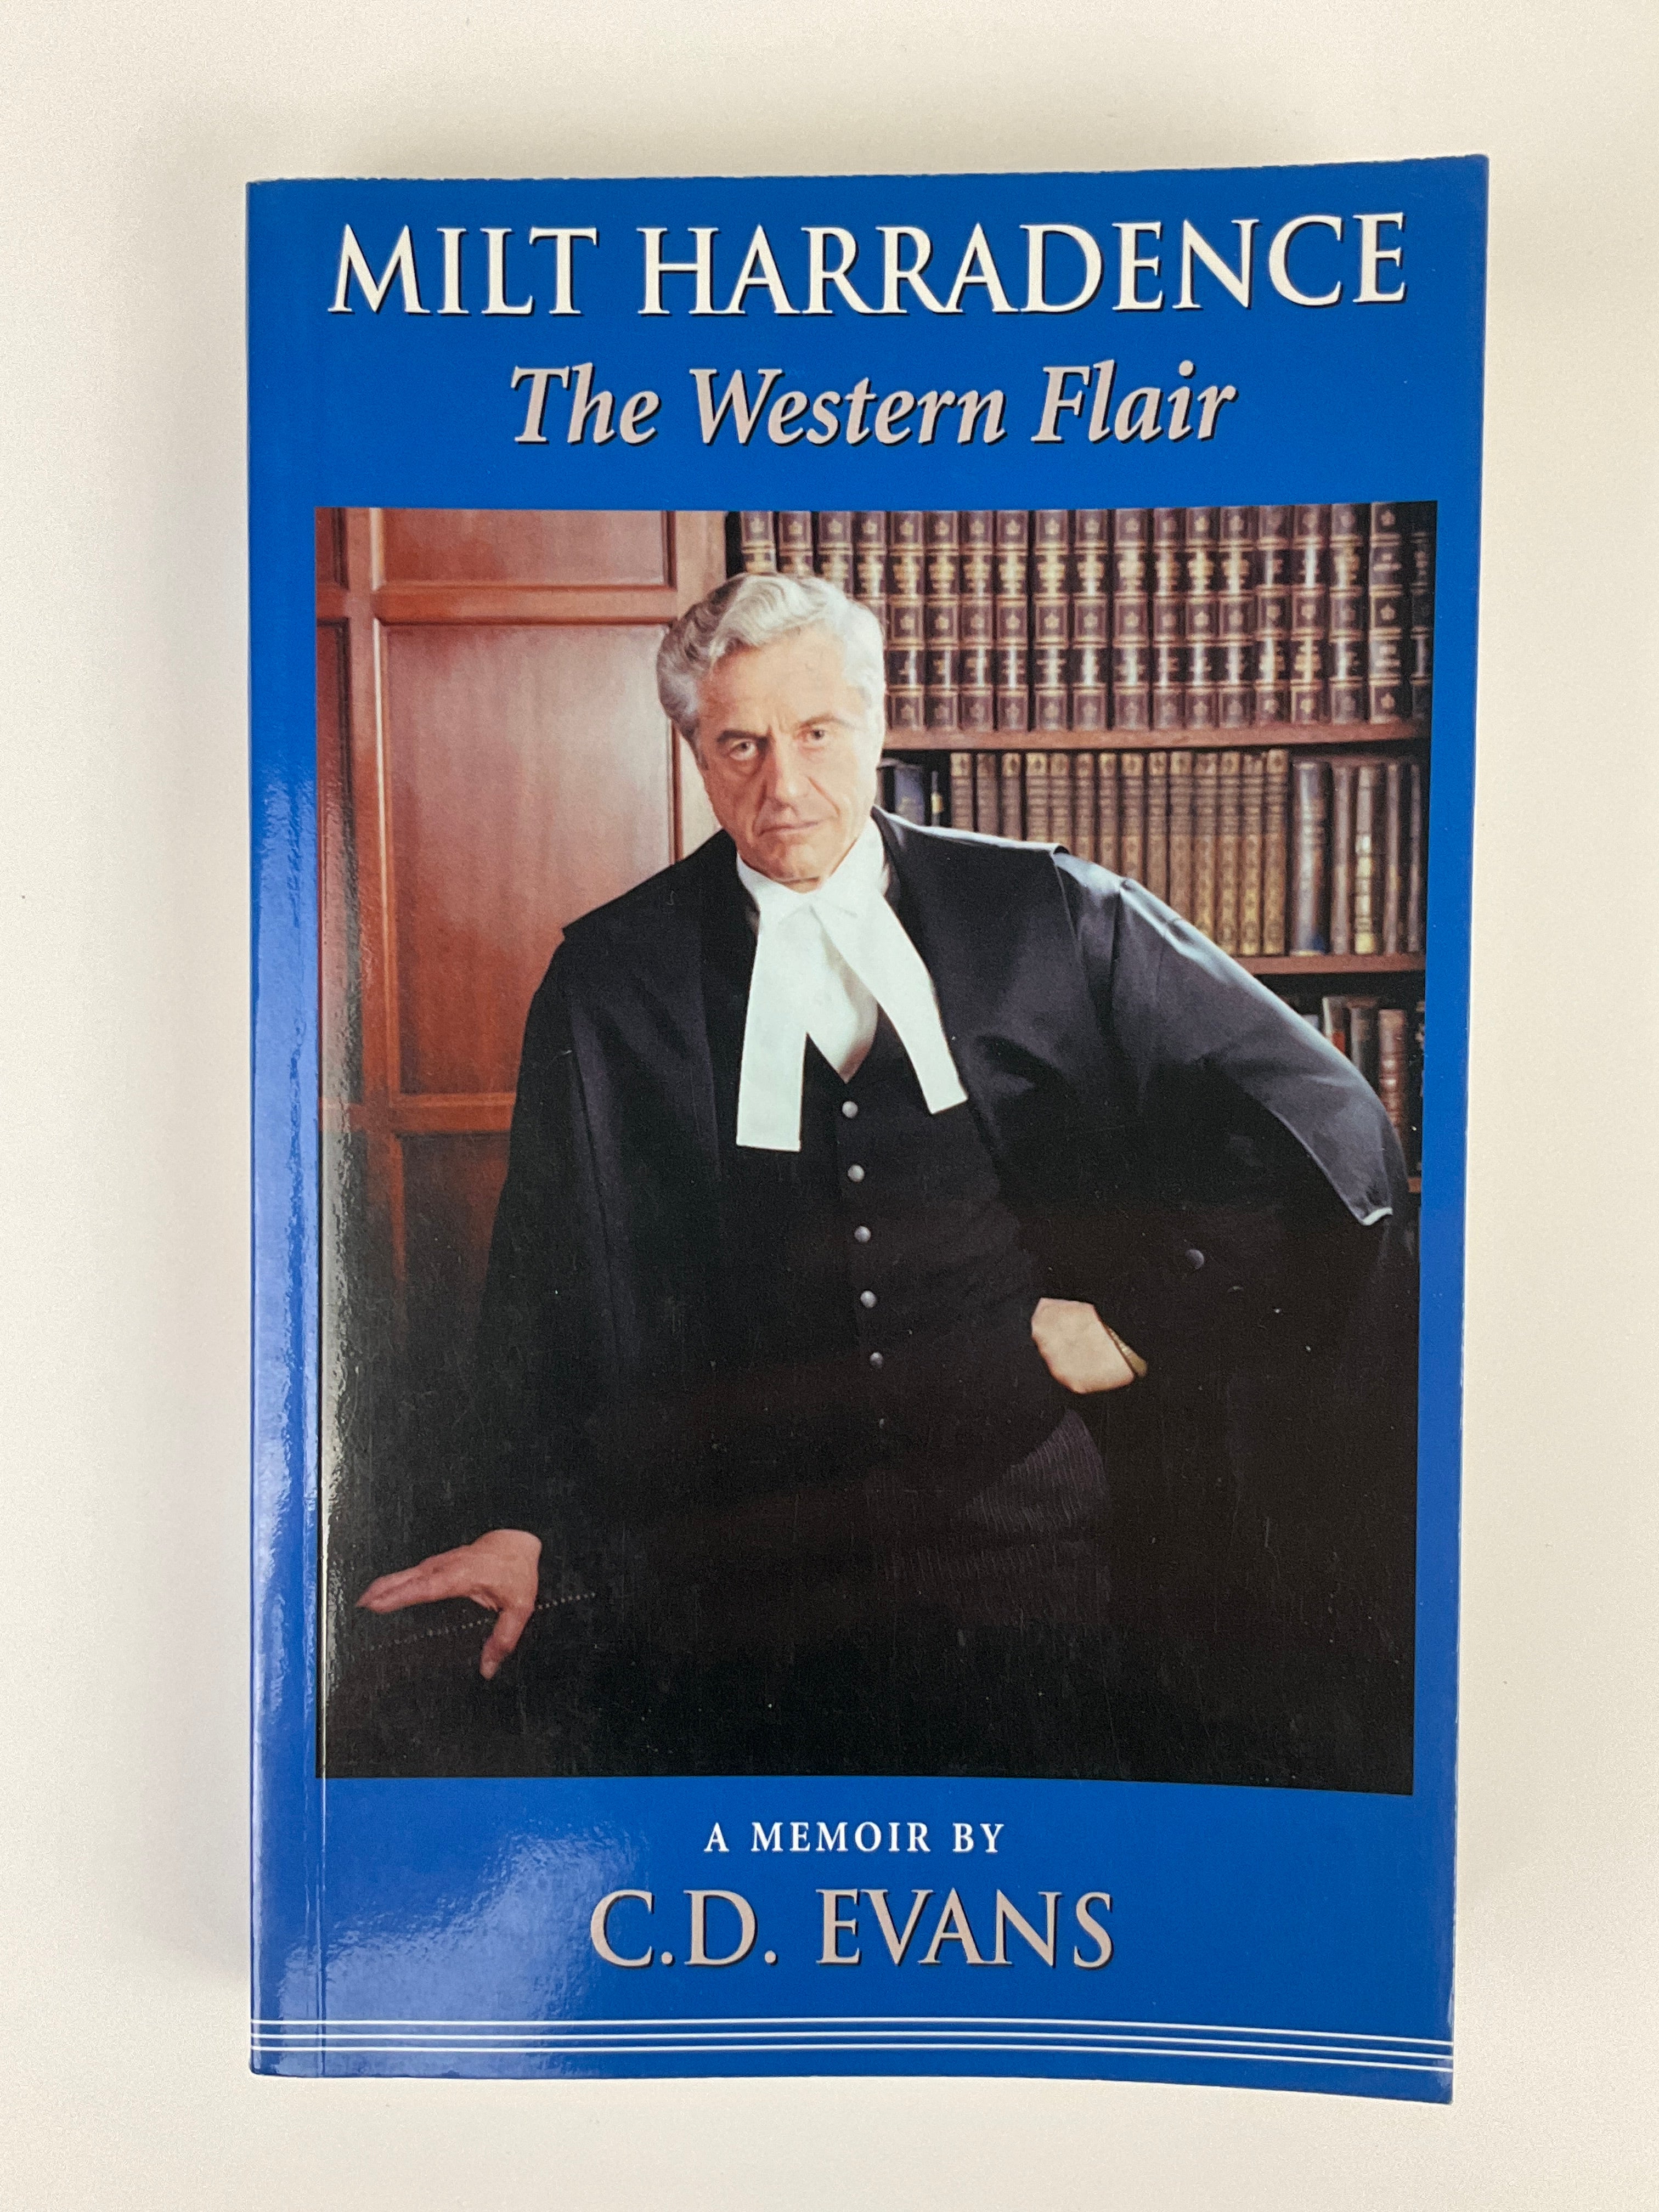 MILT HARRADENCE
The Western Flair
A MEMOIR BY
C.D. EVANS